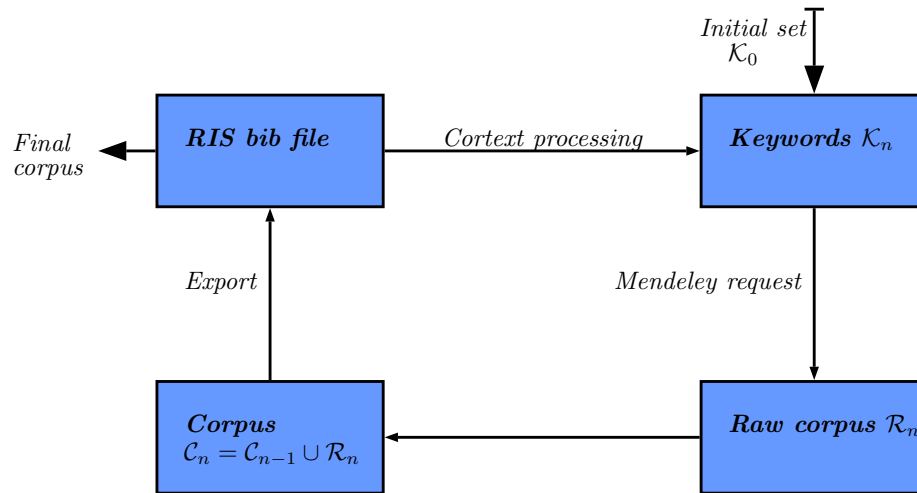 Initial set
𝒦₀
RIS bib file
Cortext processing
Keywords 𝒦ₙ
Final
corpus
Export
Mendeley request
Corpus
𝒞ₙ = 𝒞ₙ₋₁ ∪ ℛₙ
Raw corpus ℛₙ